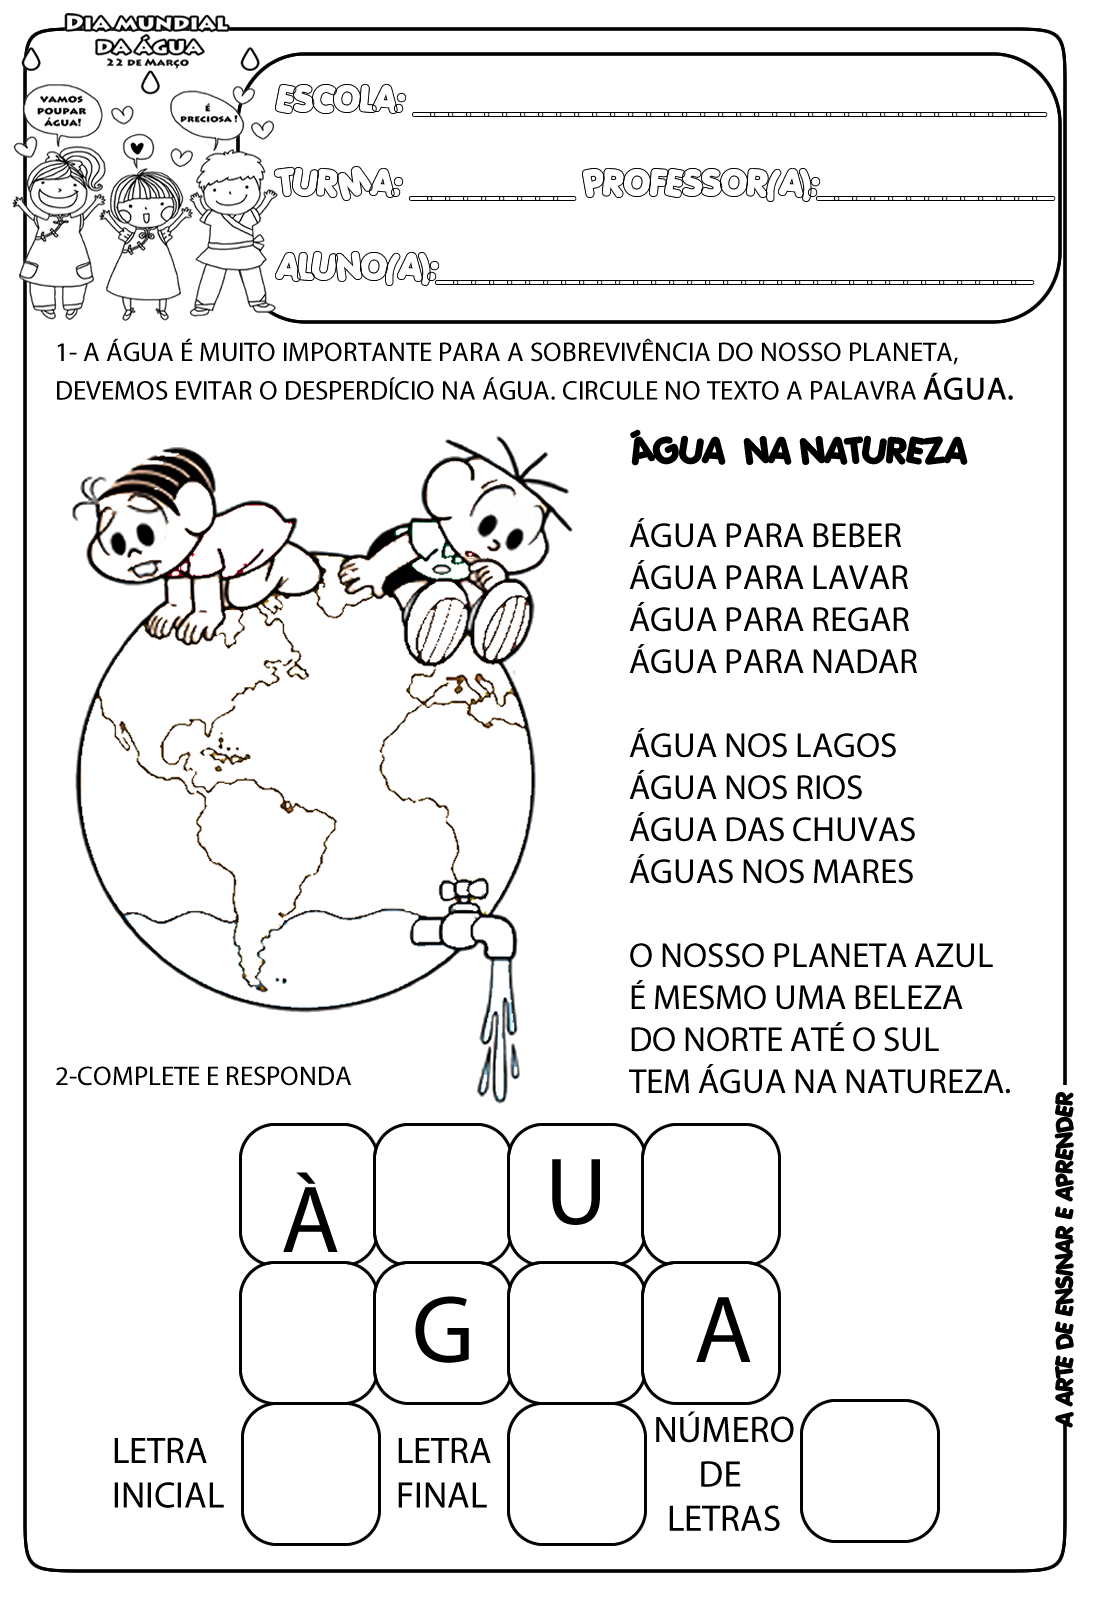 DIA MUNDIAL
DA ÁGUA
22 DE MARÇO
VAMOS
POUPAR
ÁGUA!
É
PRECIOSA!
ESCOLA:
TURMA: PROFESSOR(A):
ALUNO(A):
1- A ÁGUA É MUITO IMPORTANTE PARA A SOBREVIVÊNCIA DO NOSSO PLANETA,
DEVEMOS EVITAR O DESPERDÍCIO NA ÁGUA. CIRCULE NO TEXTO A PALAVRA ÁGUA.
ÁGUA NA NATUREZA
ÁGUA PARA BEBER
ÁGUA PARA LAVAR
ÁGUA PARA REGAR
ÁGUA PARA NADAR
ÁGUA NOS LAGOS
ÁGUA NOS RIOS
ÁGUA DAS CHUVAS
ÁGUAS NOS MARES
O NOSSO PLANETA AZUL
É MESMO UMA BELEZA
DO NORTE ATÉ O SUL
TEM ÁGUA NA NATUREZA.
2-COMPLETE E RESPONDA
À U
G A
LETRA
INICIAL
LETRA
FINAL
NÚMERO
DE
LETRAS
A ARTE DE ENSINAR E APRENDER